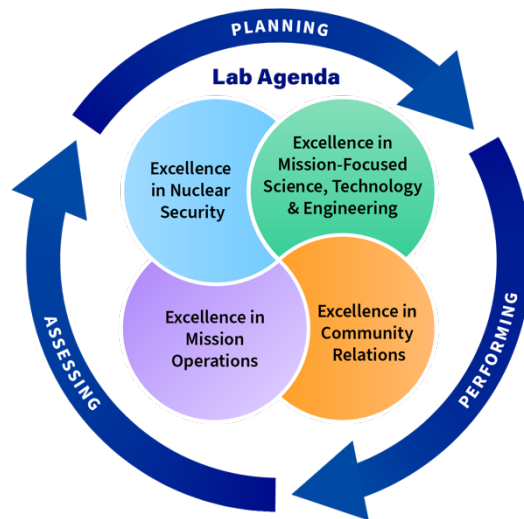 PLANNING
Lab Agenda
Excellence
in Nuclear
Security
Excellence in
Mission-Focused
Science, Technology
& Engineering
Excellence in
Mission
Operations
Excellence in
Community
Relations
PERFORMING
ASSESSING